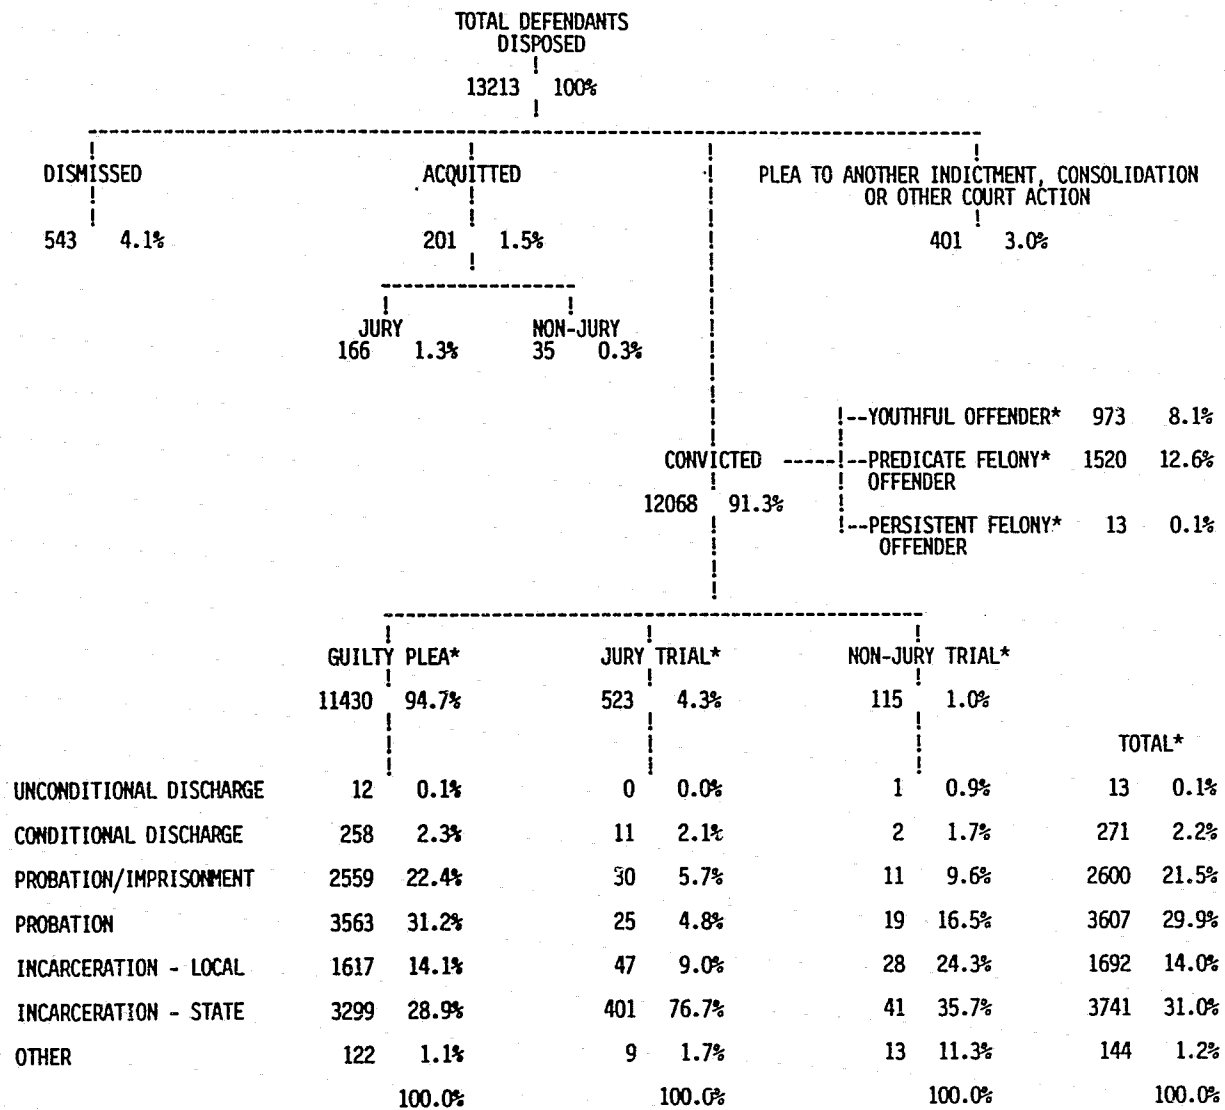 TOTAL DEFENDANTS
DISPOSED
13213 100%
DISMISSED ACQUITTED PLEA TO ANOTHER INDICTMENT, CONSOLIDATION
OR OTHER COURT ACTION
543 4.1% 201 1.5% 401 3.0%
JURY NON-JURY
166 1.3% 35 0.3%
--YOUTHFUL OFFENDER* 973 8.1%
CONVICTED --PREDICATE FELONY* 1520 12.6%
OFFENDER
12068 91.3%
--PERSISTENT FELONY* 13 0.1%
OFFENDER
GUILTY PLEA* JURY TRIAL* NON-JURY TRIAL*
11430 94.7% 523 4.3% 115 1.0%
TOTAL*
UNCONDITIONAL DISCHARGE 12 0.1% 0 0.0% 1 0.9% 13 0.1%
CONDITIONAL DISCHARGE 258 2.3% 11 2.1% 2 1.7% 271 2.2%
PROBATION/IMPRISONMENT 2559 22.4% 30 5.7% 11 9.6% 2600 21.5%
PROBATION 3563 31.2% 25 4.8% 19 16.5% 3607 29.9%
INCARCERATION - LOCAL 1617 14.1% 47 9.0% 28 24.3% 1692 14.0%
INCARCERATION - STATE 3299 28.9% 401 76.7% 41 35.7% 3741 31.0%
OTHER 122 1.1% 9 1.7% 13 11.3% 144 1.2%
100.0% 100.0% 100.0% 100.0%